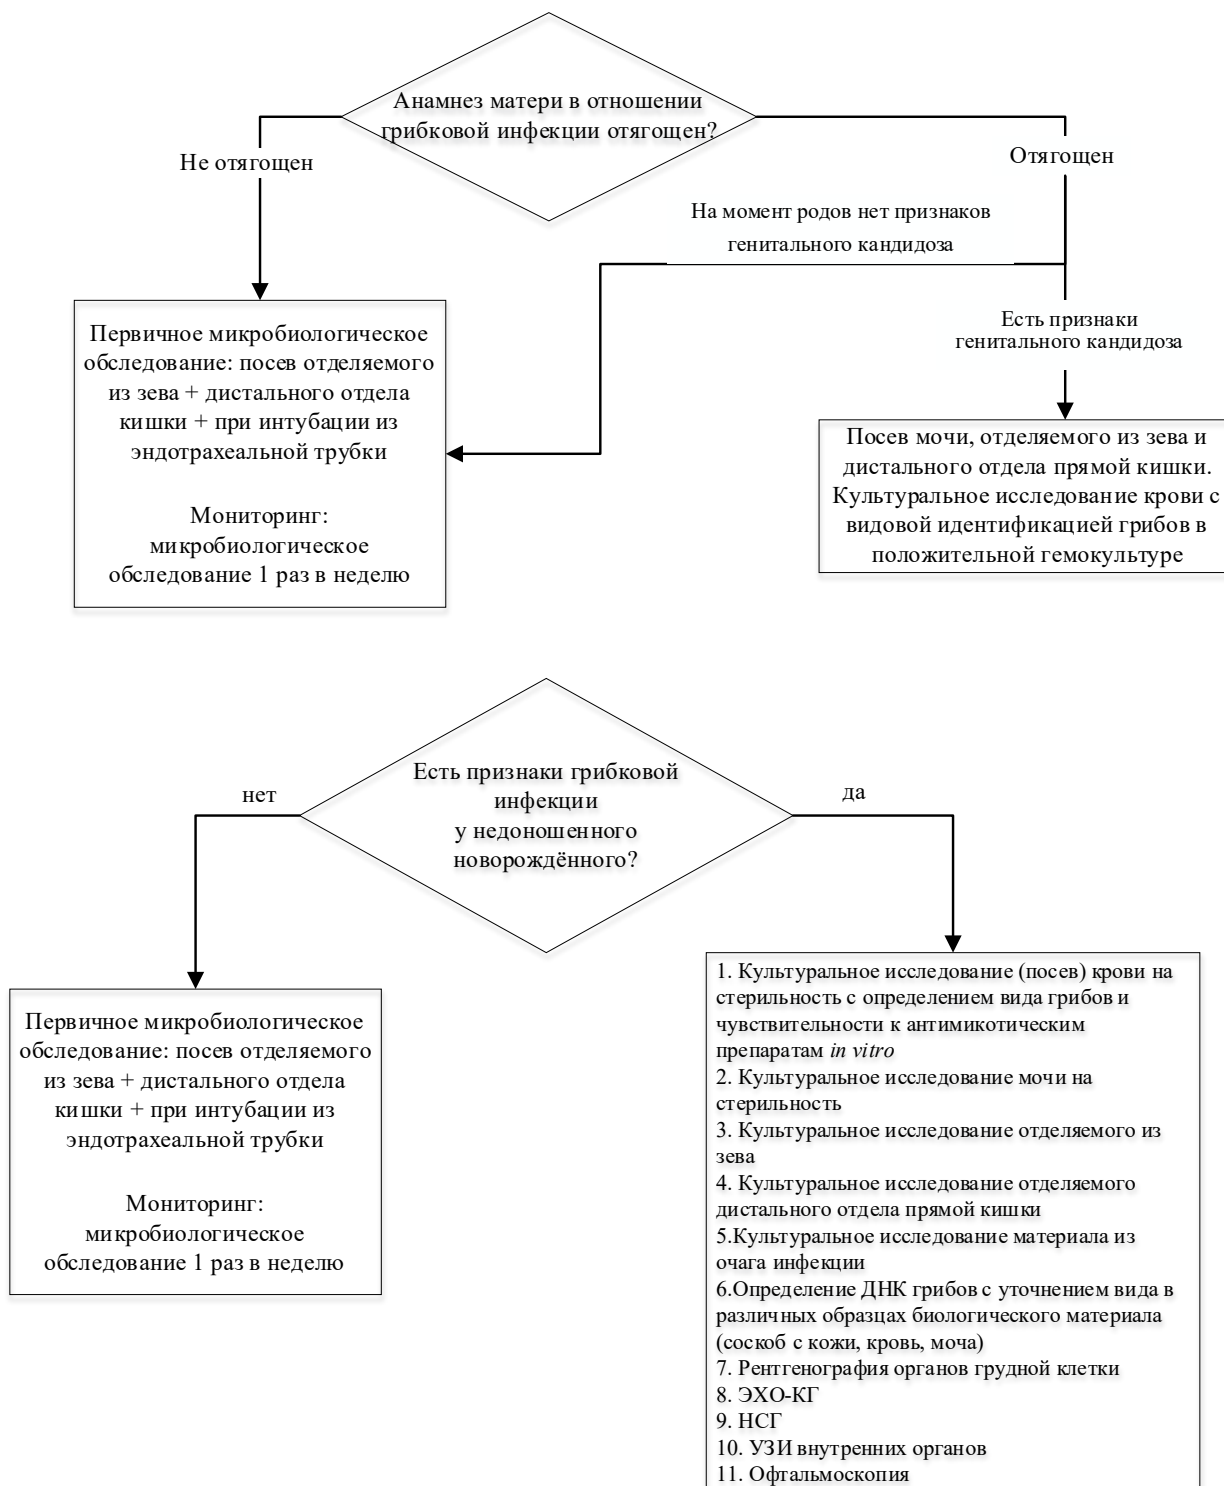 Анамнез матери в отношении
грибковой инфекции отягощен?
Не отягощен
Отягощен
На момент родов нет признаков
генитального кандидоза
Есть признаки
генитального кандидоза
Первичное микробиологическое
обследование: посев отделяемого
из зева + дистального отдела
кишки + при интубации из
эндотрахеальной трубки
Мониторинг:
микробиологическое
обследование 1 раз в неделю
Посев мочи, отделяемого из зева и
дистального отдела прямой кишки.
Культуральное исследование крови с
видовой идентификацией грибов в
положительной гемокультуре
Есть признаки грибковой
инфекции
у недоношенного
новорождённого?
нет
да
Первичное микробиологическое
обследование: посев отделяемого
из зева + дистального отдела
кишки + при интубации из
эндотрахеальной трубки
Мониторинг:
микробиологическое
обследование 1 раз в неделю
1. Культуральное исследование (посев) крови на
стерильность с определением вида грибов и
чувствительности к антимикотическим
препаратам in vitro
2. Культуральное исследование мочи на
стерильность
3. Культуральное исследование отделяемого из
зева
4. Культуральное исследование отделяемого
дистального отдела прямой кишки
5.Культуральное исследование материала из
очага инфекции
6.Определение ДНК грибов с уточнением вида в
различных образцах биологического материала
(соскоб с кожи, кровь, моча)
7. Рентгенография органов грудной клетки
8. ЭХО-КГ
9. НСГ
10. УЗИ внутренних органов
11. Офтальмоскопия